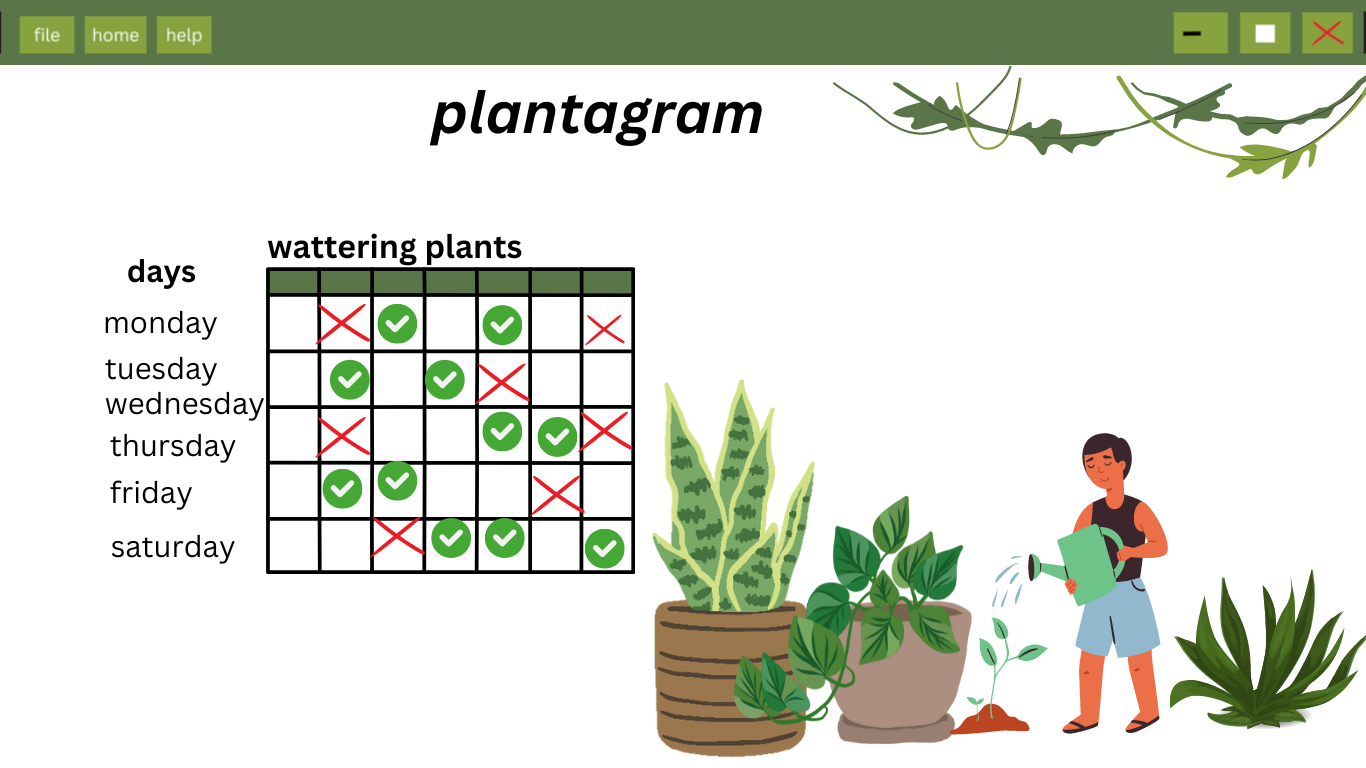 file home help
plantagram
wattering plants
days
monday
tuesday
wednesday
thursday
friday
saturday